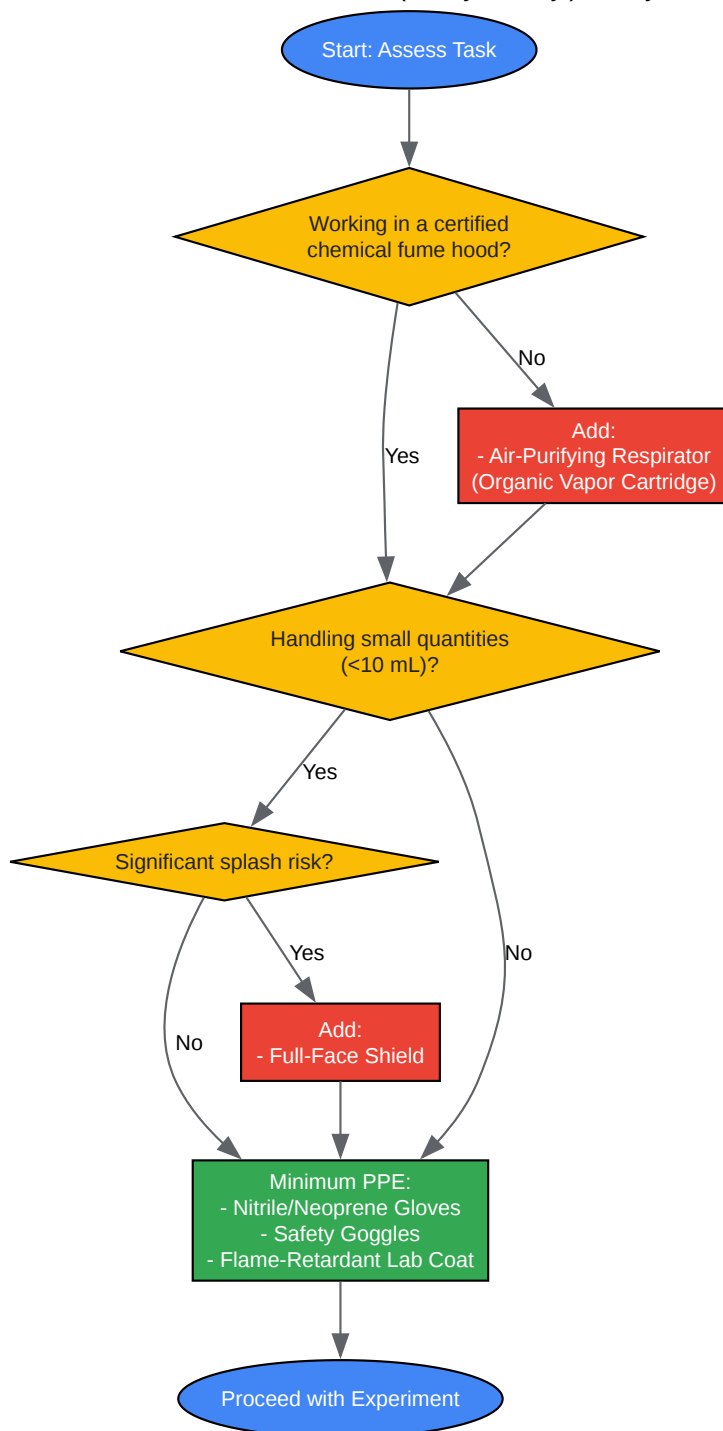 Start: Assess Task
Working in a certified
chemical fume hood?
No
Add:
- Air-Purifying Respirator
(Organic Vapor Cartridge)
Yes
Handling small quantities
(<10 mL)?
Yes
Significant splash risk?
Yes
No
No
Add:
- Full-Face Shield
Minimum PPE:
- Nitrile/Neoprene Gloves
- Safety Goggles
- Flame-Retardant Lab Coat
Proceed with Experiment